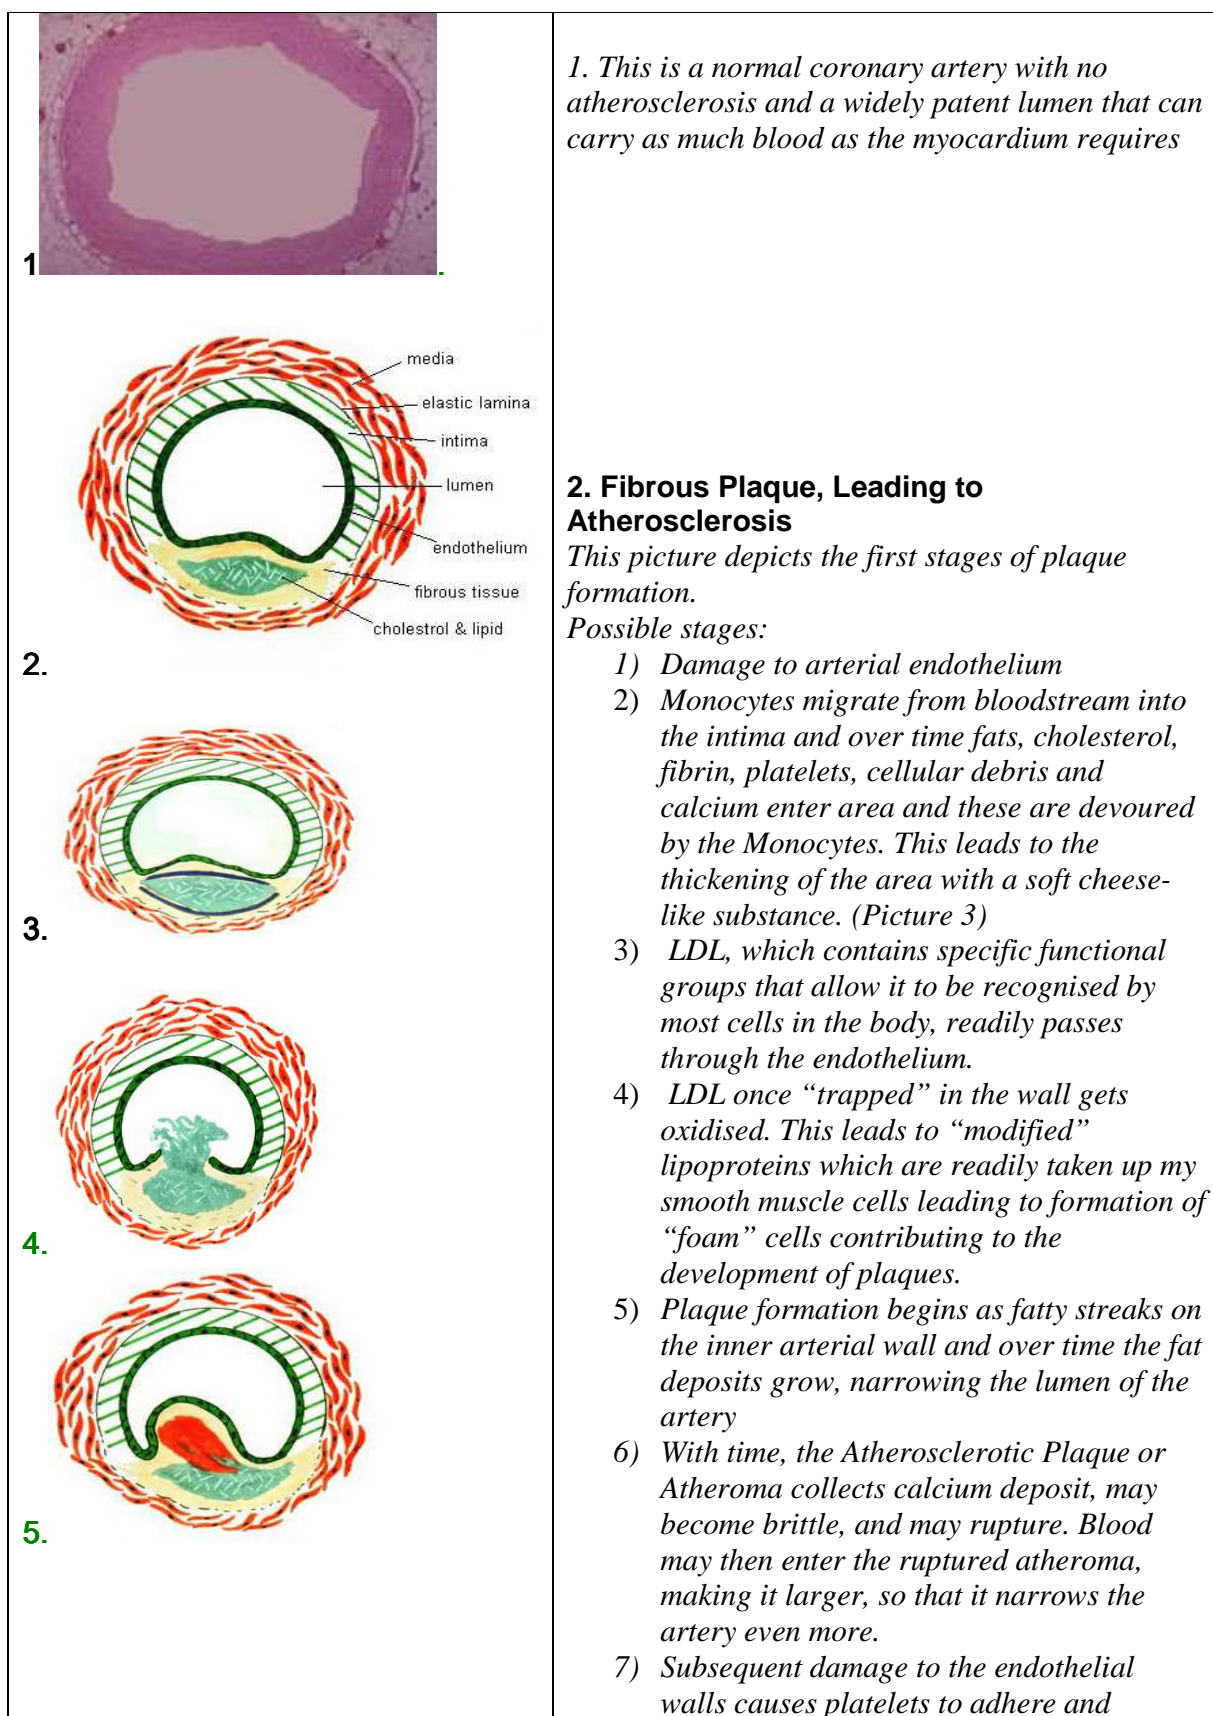 1.
1. This is a normal coronary artery with no
atherosclerosis and a widely patent lumen that can
carry as much blood as the myocardium requires
media
elastic lamina
intima
lumen
endothelium
fibrous tissue
cholestrol & lipid
2.
3.
4.
5.
2. Fibrous Plaque, Leading to
Atherosclerosis
This picture depicts the first stages of plaque
formation.
Possible stages:
1) Damage to arterial endothelium
2) Monocytes migrate from bloodstream into
the intima and over time fats, cholesterol,
fibrin, platelets, cellular debris and
calcium enter area and these are devoured
by the Monocytes. This leads to the
thickening of the area with a soft cheese-
like substance. (Picture 3)
3) LDL, which contains specific functional
groups that allow it to be recognised by
most cells in the body, readily passes
through the endothelium.
4) LDL once “trapped” in the wall gets
oxidised. This leads to “modified”
lipoproteins which are readily taken up my
smooth muscle cells leading to formation of
“foam” cells contributing to the
development of plaques.
5) Plaque formation begins as fatty streaks on
the inner arterial wall and over time the fat
deposits grow, narrowing the lumen of the
artery
6) With time, the Atherosclerotic Plaque or
Atheroma collects calcium deposit, may
become brittle, and may rupture. Blood
may then enter the ruptured atheroma,
making it larger, so that it narrows the
artery even more.
7) Subsequent damage to the endothelial
walls causes platelets to adhere and